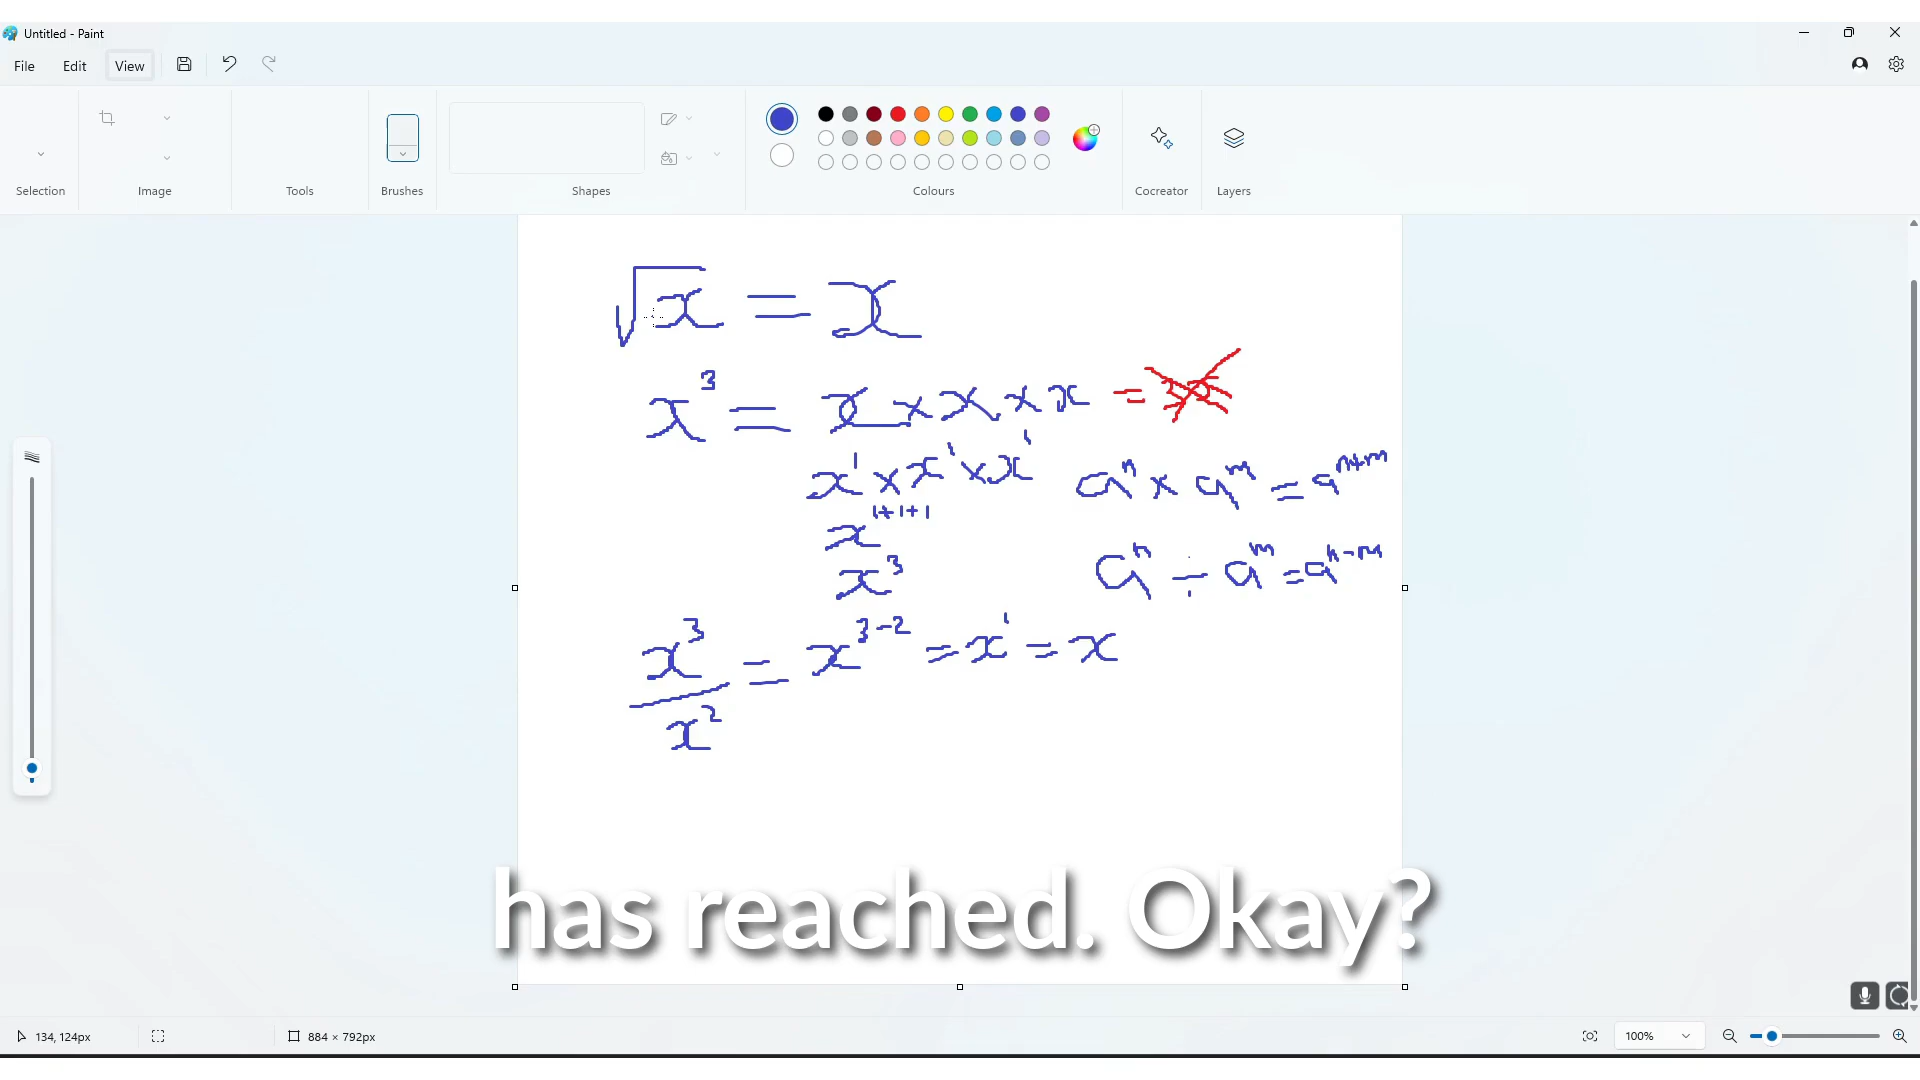 Untitled - Paint
File Edit View
Selection Image Tools Brushes Shapes Colours Cocreator Layers
√x = x
x³ = x × x × x =
x¹ × x¹ × x¹ aⁿ × aᵐ = aⁿ⁺ᵐ
x¹⁺¹⁺¹
x³ aⁿ ÷ aᵐ = aⁿ⁻ᵐ
x³/x² = x³⁻² = x¹ = x
has reached. Okay?
134, 124px 884 × 792px 100%